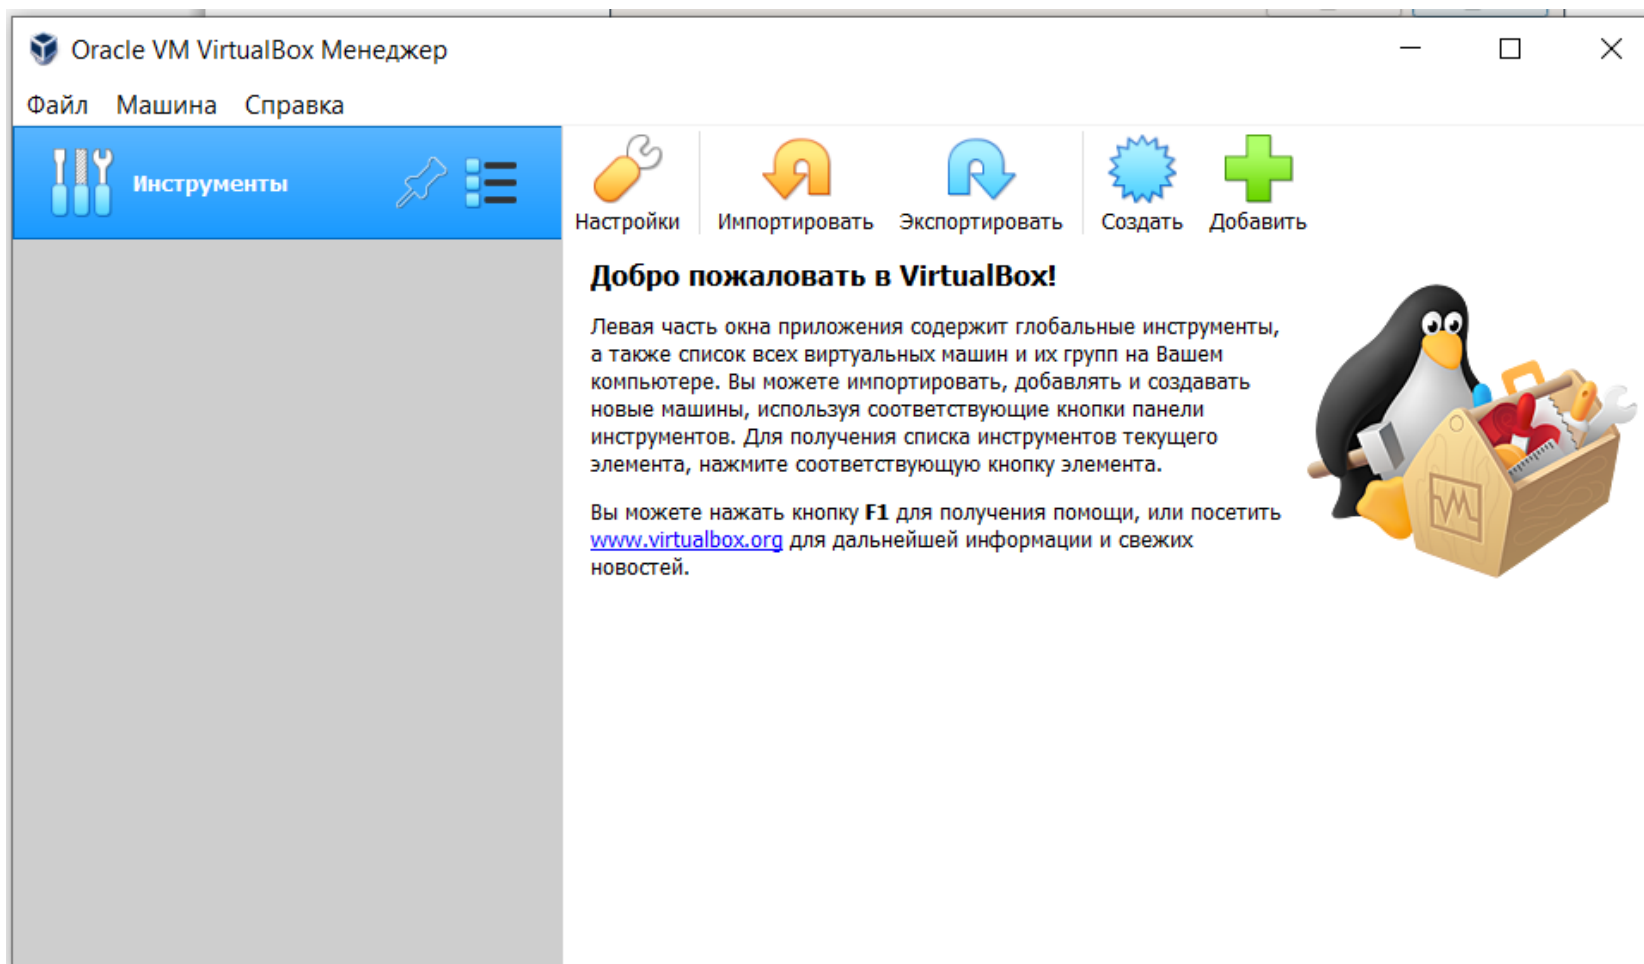 Oracle VM VirtualBox Менеджер
Файл Машина Справка
Инструменты
Настройки Импортировать Экспортировать Создать Добавить
Добро пожаловать в VirtualBox!
Левая часть окна приложения содержит глобальные инструменты,
а также список всех виртуальных машин и их групп на Вашем
компьютере. Вы можете импортировать, добавлять и создавать
новые машины, используя соответствующие кнопки панели
инструментов. Для получения списка инструментов текущего
элемента, нажмите соответствующую кнопку элемента.
Вы можете нажать кнопку F1 для получения помощи, или посетить
www.virtualbox.org для дальнейшей информации и свежих
новостей.